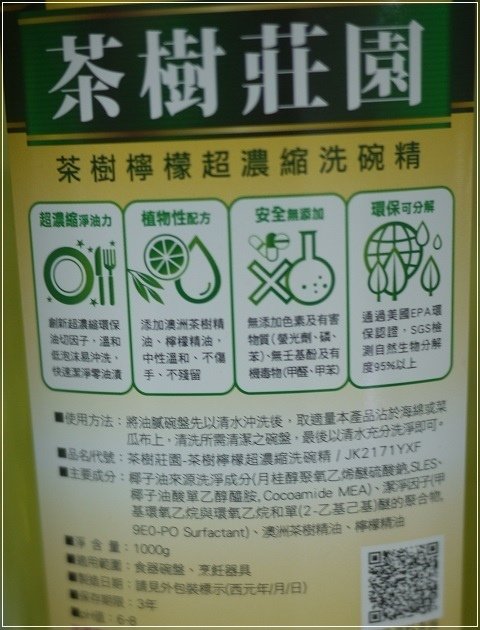 茶樹莊園
茶樹檸檬超濃縮洗碗精
超濃縮淨油力
創新超濃縮環保
油切因子，溫和
低泡沫易沖洗、
快速潔淨零油漬
植物性配方
添加澳洲茶樹精
油、檸檬精油，
中性溫和、不傷
手、不殘留
安全無添加
無添加色素及有害
物質(螢光劑、磷、
苯)、無壬基酚及有
機毒物(甲醛、甲苯)
環保可分解
通過美國EPA環
保認證，SGS檢
測自然生物分解
度95%以上
■使用方法：將油膩碗盤先以清水沖洗後，取適量本產品沾於海綿或菜
瓜布上，清洗所需清潔之碗盤，最後以清水充分洗淨即可。
■品名/代號：茶樹莊園-茶樹檸檬超濃縮洗碗精 / JK2171YXF
■主要成分：椰子油來源洗淨成分(月桂醇聚氧乙烯醚硫酸鈉,SLES、
椰子油酸單乙醇醯胺,Cocoamide MEA)、潔淨因子(甲
基環氧乙烷與環氧乙烷和單(2-乙基己基)醚的聚合物,
9EO-PO Surfactant)、澳洲茶樹精油、檸檬精油
■淨 含 量：1000g
■適用範圍：食器碗盤、烹飪器具
■製造日期：請見外包裝標示(西元年/月/日)
■保存期限：3年
■pH值：6-8